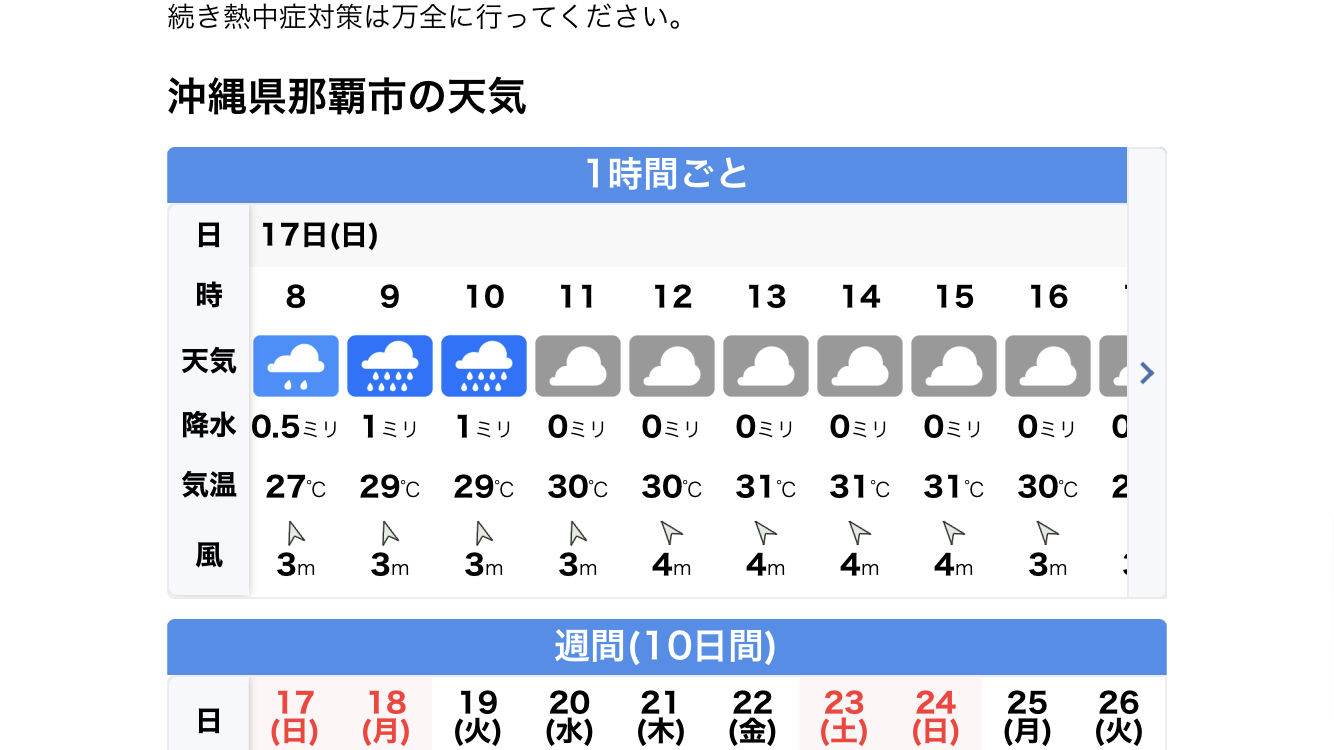 続き熱中症対策は万全に行ってください。
沖縄県那覇市の天気
1時間ごと
日 17日(日)
時 8 9 10 11 12 13 14 15 16
天気
降水 0.5ミリ 1ミリ 1ミリ 0ミリ 0ミリ 0ミリ 0ミリ 0ミリ 0ミリ
気温 27℃ 29℃ 29℃ 30℃ 30℃ 31℃ 31℃ 31℃ 30℃
風 3m 3m 3m 3m 4m 4m 4m 4m 3m
週間(10日間)
日 17 18 19 20 21 22 23 24 25 26
(日) (月) (火) (水) (木) (金) (土) (日) (月) (火)